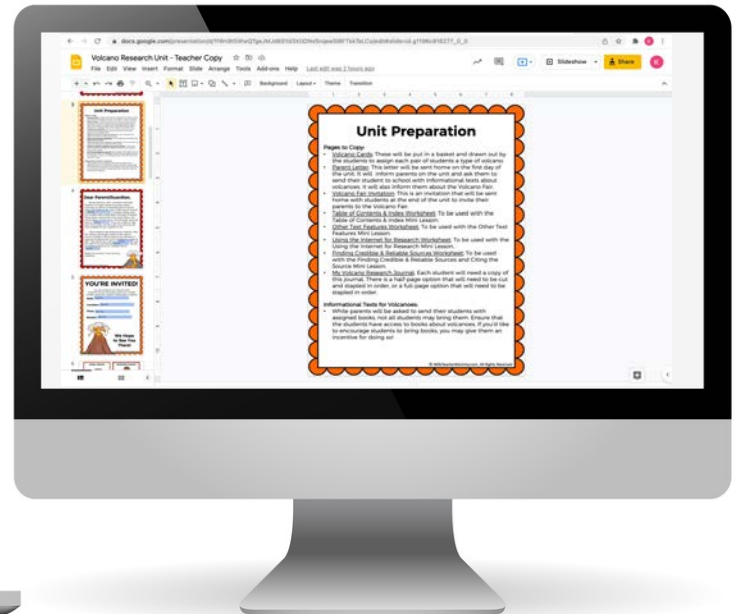 docs.google.com/presentation/d/
Volcano Research Unit - Teacher Copy
File Edit View Insert Format Slide Arrange Tools Add-ons Help Last edit was 2 hours ago
Slideshow
Share
Background Layout Theme Transition
Unit Preparation
Dear Parent/Guardian,
YOU'RE INVITED!
We Hope
to See You
There!
Unit Preparation
Pages to Copy:
• Volcano Cards: These will be put in a basket and drawn out by
the students to assign each pair of students a type of volcano
• Parent Letter: This letter will be sent home on the first day of
the unit. It will inform parents on the unit and ask them to
send their student to school with informational texts about
volcanoes. It will also inform them about the Volcano Fair.
• Volcano Fair Invitation: This is an invitation that will be sent
home with students at the end of the unit to invite their
parents to the Volcano Fair.
• Table of Contents & Index Worksheet: To be used with the
Table of Contents & Index Mini Lesson.
• Other Text Features Worksheet: To be used with the Other Text
Features Mini Lesson.
• Using the Internet for Research Worksheet: To be used with the
Using the Internet for Research Mini Lesson.
• Finding Credible & Reliable Sources Worksheet: To be used
with the Finding Credible & Reliable Sources and Citing the
Source Mini Lesson.
• My Volcano Research Journal: Each student will need a copy of
this journal. There is a half-page option that will need to be cut
and stapled in order, or a full-page option that will need to be
stapled in order.
Informational Texts for Volcanoes:
• While parents will be asked to send their students with
assigned books, not all students may bring them. Ensure that
the students have access to books about volcanoes. If you'd like
to encourage students to bring books, you may give them an
incentive for doing so!